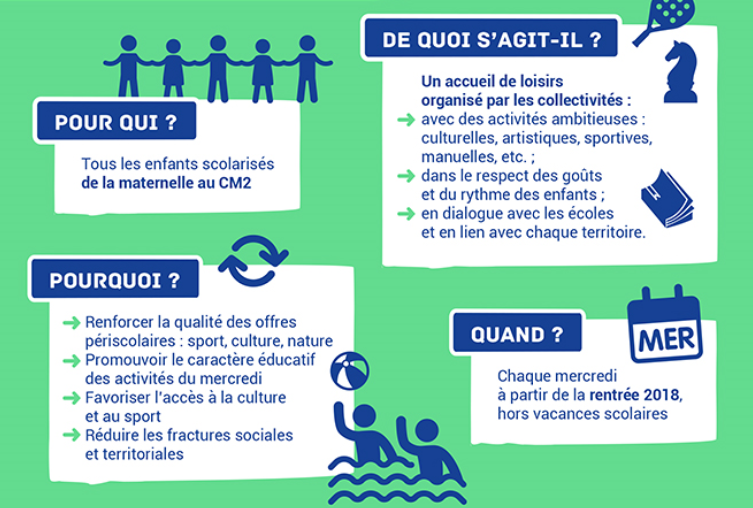 POUR QUI ?
Tous les enfants scolarisés
de la maternelle au CM2
DE QUOI S'AGIT-IL ?
Un accueil de loisirs
organisé par les collectivités :
avec des activités ambitieuses :
culturelles, artistiques, sportives,
manuelles, etc. ;
dans le respect des goûts
et du rythme des enfants ;
en dialogue avec les écoles
et en lien avec chaque territoire.
POURQUOI ?
Renforcer la qualité des offres
périscolaires : sport, culture, nature
Promouvoir le caractère éducatif
des activités du mercredi
Favoriser l'accès à la culture
et au sport
Réduire les fractures sociales
et territoriales
QUAND ?
MER
Chaque mercredi
à partir de la rentrée 2018,
hors vacances scolaires